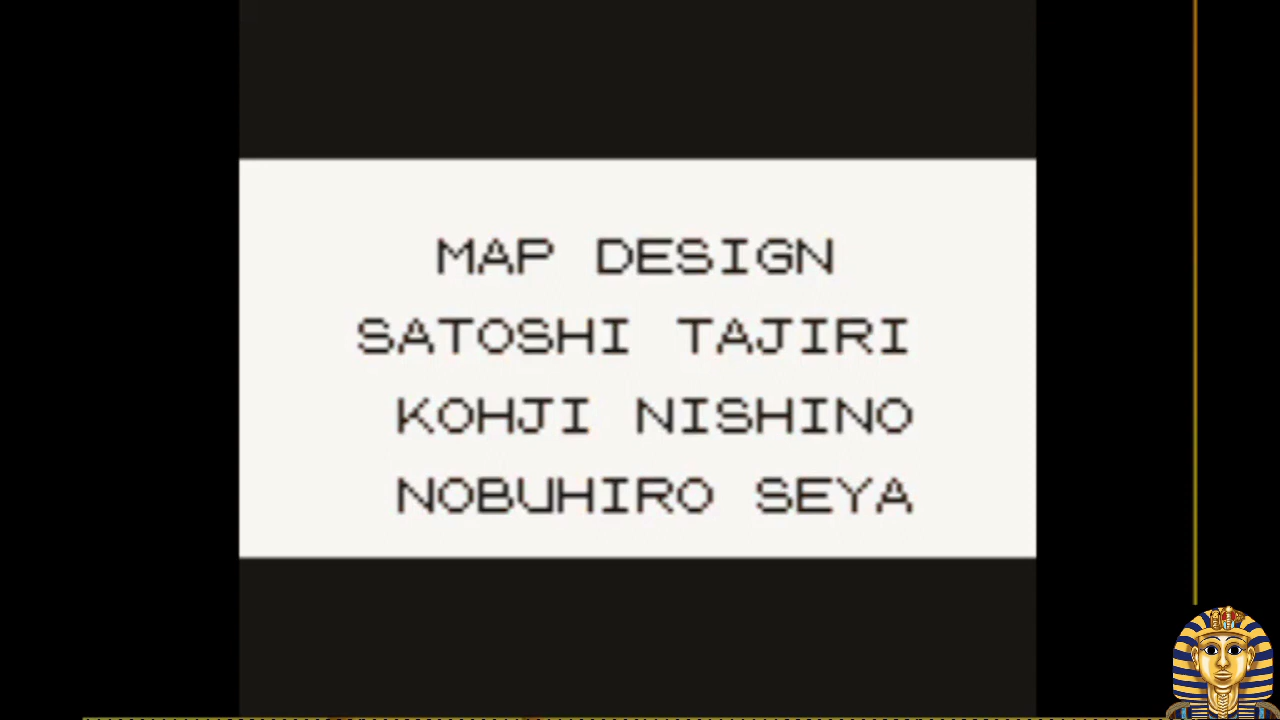 MAP DESIGN
SATOSHI TAJIRI
KOHJI NISHINO
NOBUHIRO SEYA